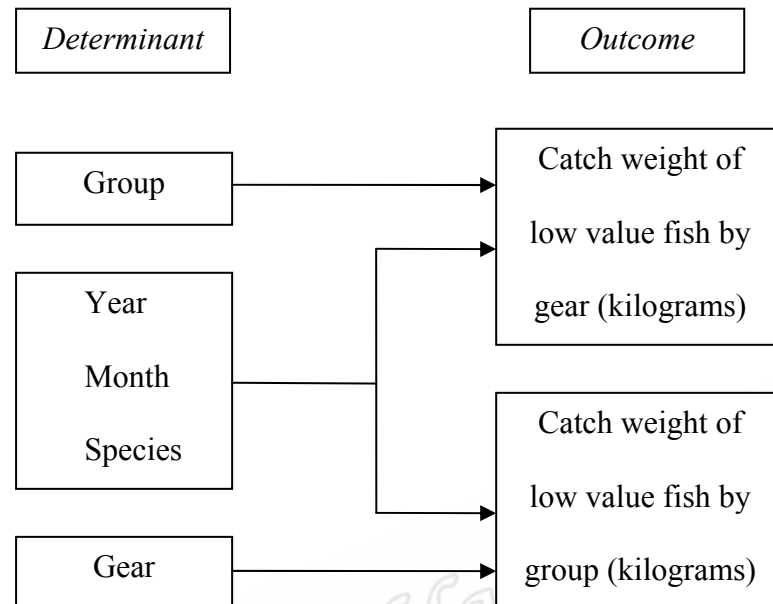 Determinant
Outcome
Group
Year
Month
Species
Gear
Catch weight of
low value fish by
gear (kilograms)
Catch weight of
low value fish by
group (kilograms)